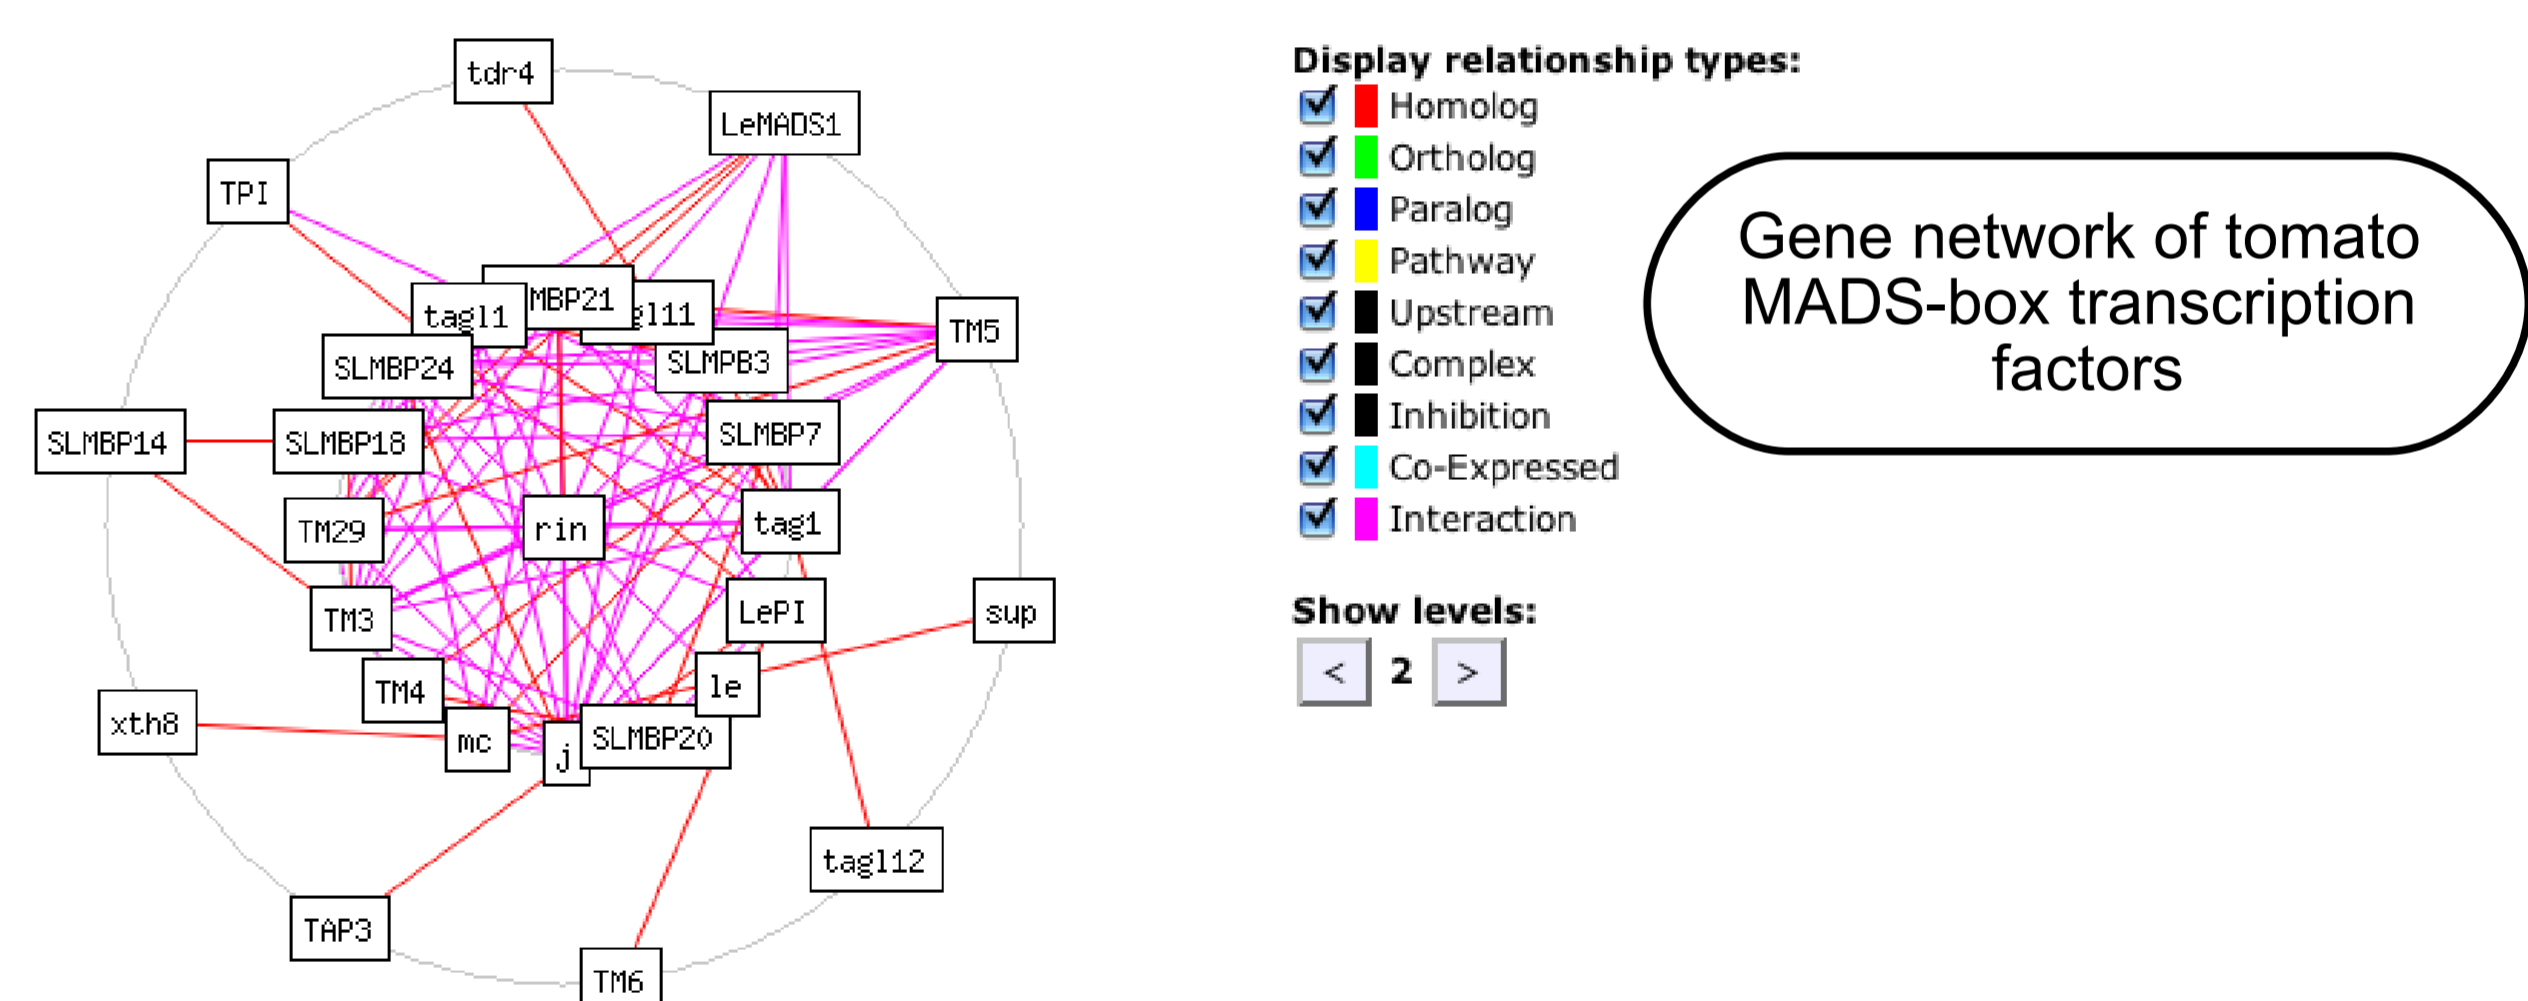 tdr4
LeMADS1
TPI
TM5
MBP21
tagl1
gl11
SLMPB3
SLMBP24
SLMBP7
SLMBP14
SLMBP18
TM29
rin
tag1
TM3
LePI
sup
TM4
le
xth8
mc
j
SLMBP20
tagl12
TAP3
TM6
Display relationship types:
Homolog
Ortholog
Paralog
Pathway
Upstream
Complex
Inhibition
Co-Expressed
Interaction
Show levels:
< 2 >
Gene network of tomato
MADS-box transcription
factors